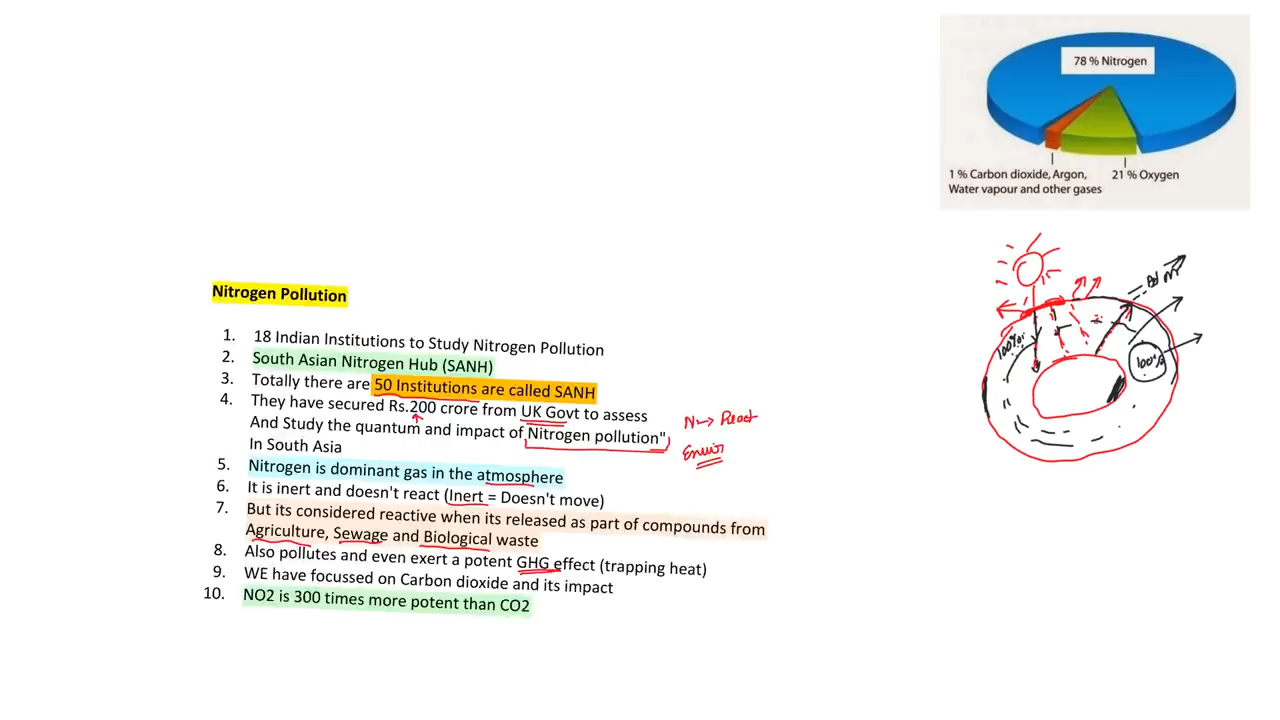 78 % Nitrogen
1 % Carbon dioxide, Argon,
Water vapour and other gases
21 % Oxygen
100%
100%
Nitrogen Pollution
1. 18 Indian Institutions to Study Nitrogen Pollution
2. South Asian Nitrogen Hub (SANH)
3. Totally there are 50 Institutions are called SANH
4. They have secured Rs.200 crore from UK Govt to assess
And Study the quantum and impact of Nitrogen pollution"
In South Asia
N → React
Envir
5. Nitrogen is dominant gas in the atmosphere
6. It is inert and doesn't react (Inert = Doesn't move)
7. But its considered reactive when its released as part of compounds from
Agriculture, Sewage and Biological waste
8. Also pollutes and even exert a potent GHG effect (trapping heat)
9. WE have focussed on Carbon dioxide and its impact
10. NO2 is 300 times more potent than CO2